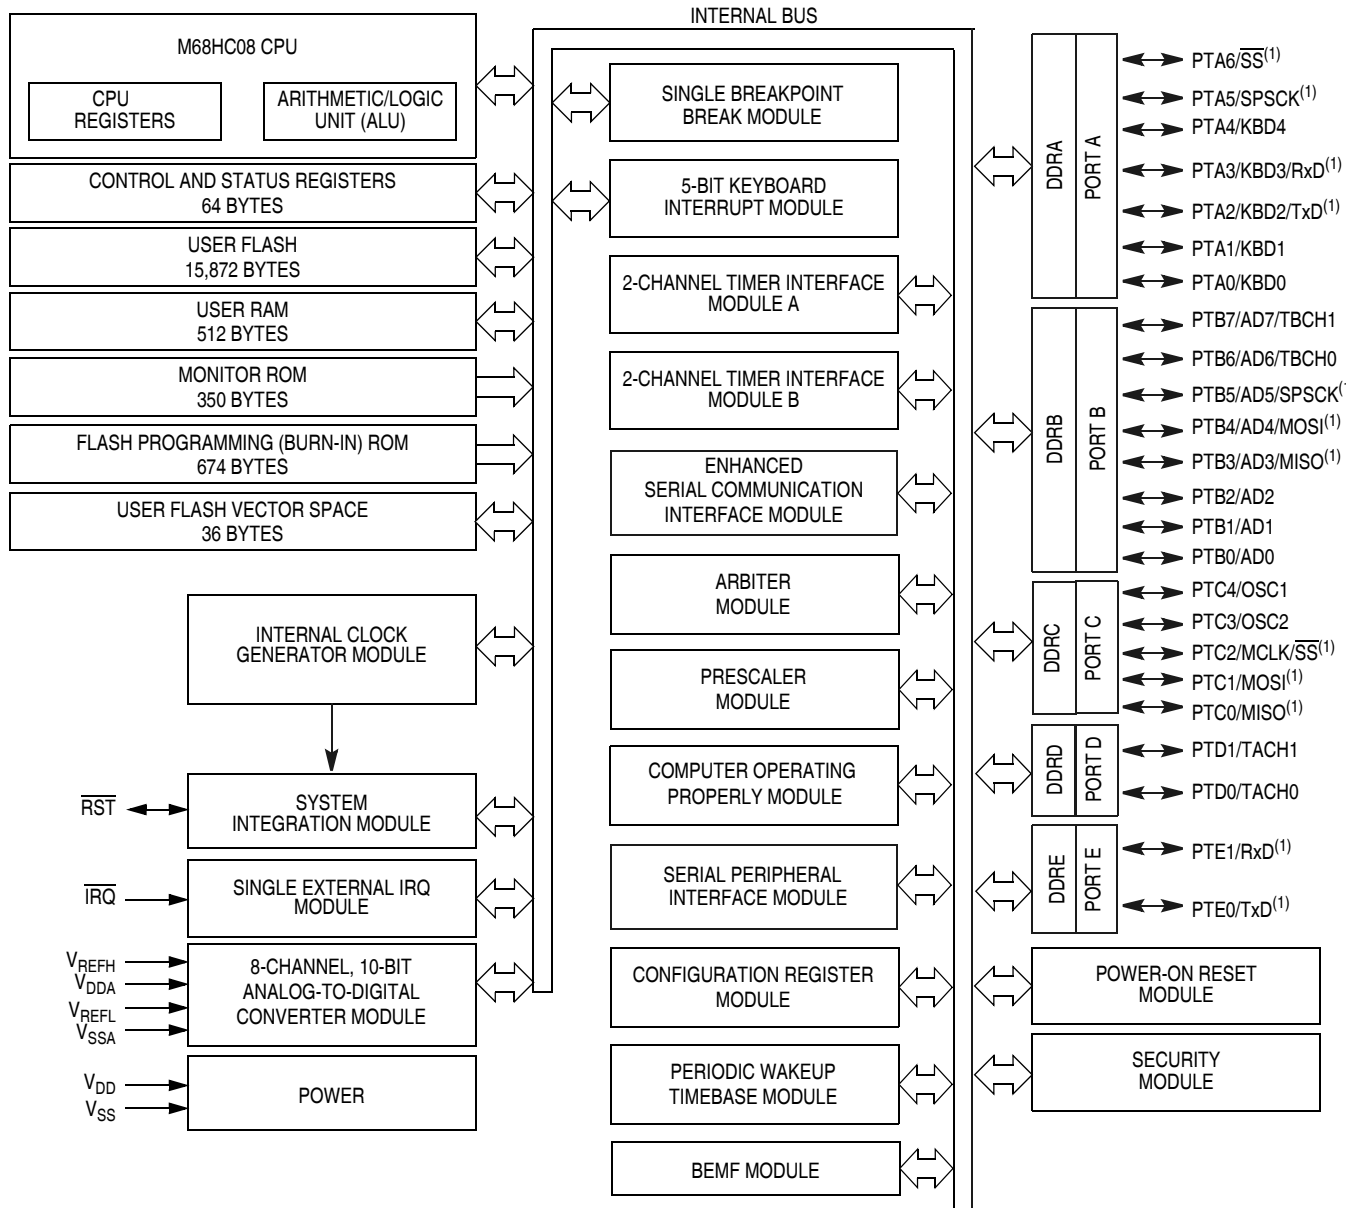 INTERNAL BUS
M68HC08 CPU
CPU
REGISTERS
ARITHMETIC/LOGIC
UNIT (ALU)
CONTROL AND STATUS REGISTERS
64 BYTES
USER FLASH
15,872 BYTES
USER RAM
512 BYTES
MONITOR ROM
350 BYTES
FLASH PROGRAMMING (BURN-IN) ROM
674 BYTES
USER FLASH VECTOR SPACE
36 BYTES
INTERNAL CLOCK
GENERATOR MODULE
RST
SYSTEM
INTEGRATION MODULE
IRQ
SINGLE EXTERNAL IRQ
MODULE
VREFH
VDDA
VREFL
VSSA
8-CHANNEL, 10-BIT
ANALOG-TO-DIGITAL
CONVERTER MODULE
VDD
VSS
POWER
SINGLE BREAKPOINT
BREAK MODULE
5-BIT KEYBOARD
INTERRUPT MODULE
2-CHANNEL TIMER INTERFACE
MODULE A
2-CHANNEL TIMER INTERFACE
MODULE B
ENHANCED
SERIAL COMMUNICATION
INTERFACE MODULE
ARBITER
MODULE
PRESCALER
MODULE
COMPUTER OPERATING
PROPERLY MODULE
SERIAL PERIPHERAL
INTERFACE MODULE
CONFIGURATION REGISTER
MODULE
PERIODIC WAKEUP
TIMEBASE MODULE
BEMF MODULE
DDRA
PORT A
PTA6/SS(1)
PTA5/SPSCK(1)
PTA4/KBD4
PTA3/KBD3/RxD(1)
PTA2/KBD2/TxD(1)
PTA1/KBD1
PTA0/KBD0
DDRB
PORT B
PTB7/AD7/TBCH1
PTB6/AD6/TBCH0
PTB5/AD5/SPSCK(1
PTB4/AD4/MOSI(1)
PTB3/AD3/MISO(1)
PTB2/AD2
PTB1/AD1
PTB0/AD0
DDRC
PORT C
PTC4/OSC1
PTC3/OSC2
PTC2/MCLK/SS(1)
PTC1/MOSI(1)
PTC0/MISO(1)
DDRD
PORT D
PTD1/TACH1
PTD0/TACH0
DDRE
PORT E
PTE1/RxD(1)
PTE0/TxD(1)
POWER-ON RESET
MODULE
SECURITY
MODULE